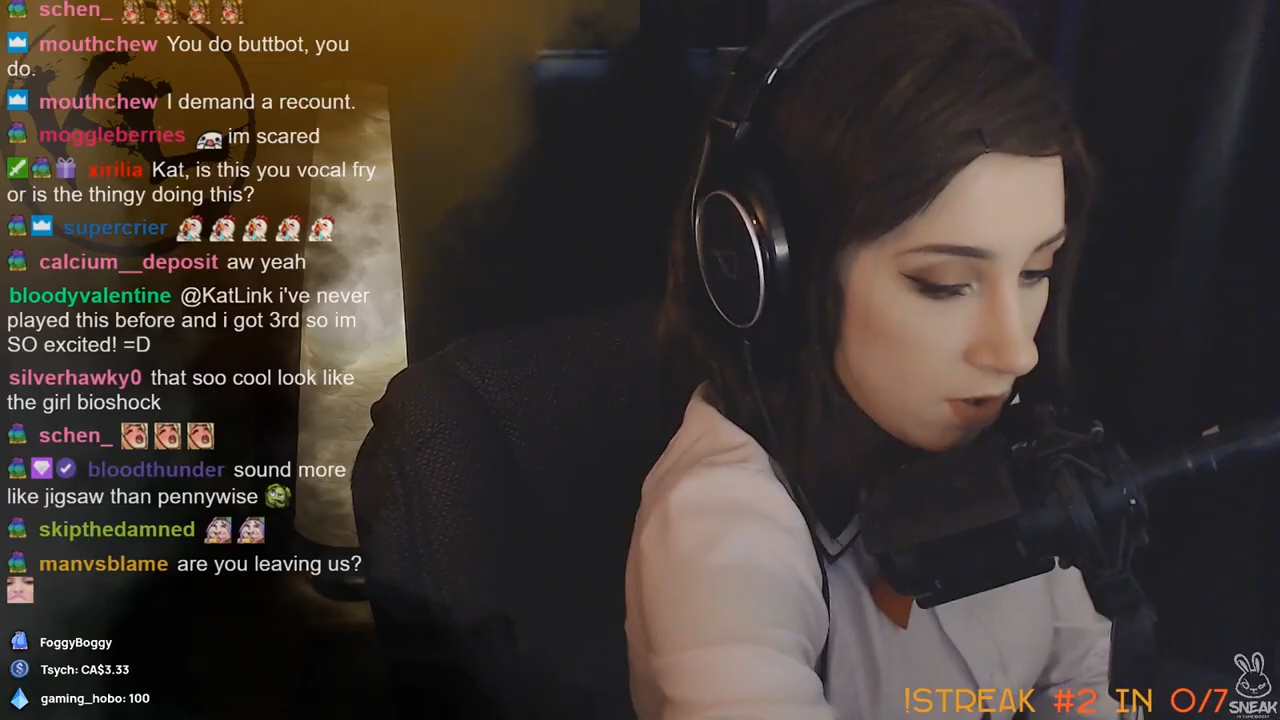 schen_
mouthchew You do buttbot, you
do.
mouthchew I demand a recount.
moggleberries im scared
xirilia Kat, is this you vocal fry
or is the thingy doing this?
supercrier
calcium__deposit aw yeah
bloodyvalentine @KatLink i've never
played this before and i got 3rd so im
SO excited! =D
silverhawky0 that soo cool look like
the girl bioshock
schen_
bloodthunder sound more
like jigsaw than pennywise
skipthedamned
manvsblame are you leaving us?
FoggyBoggy
Tsych: CA$3.33
gaming_hobo: 100
!STREAK #2 IN 0/7
SNEAK